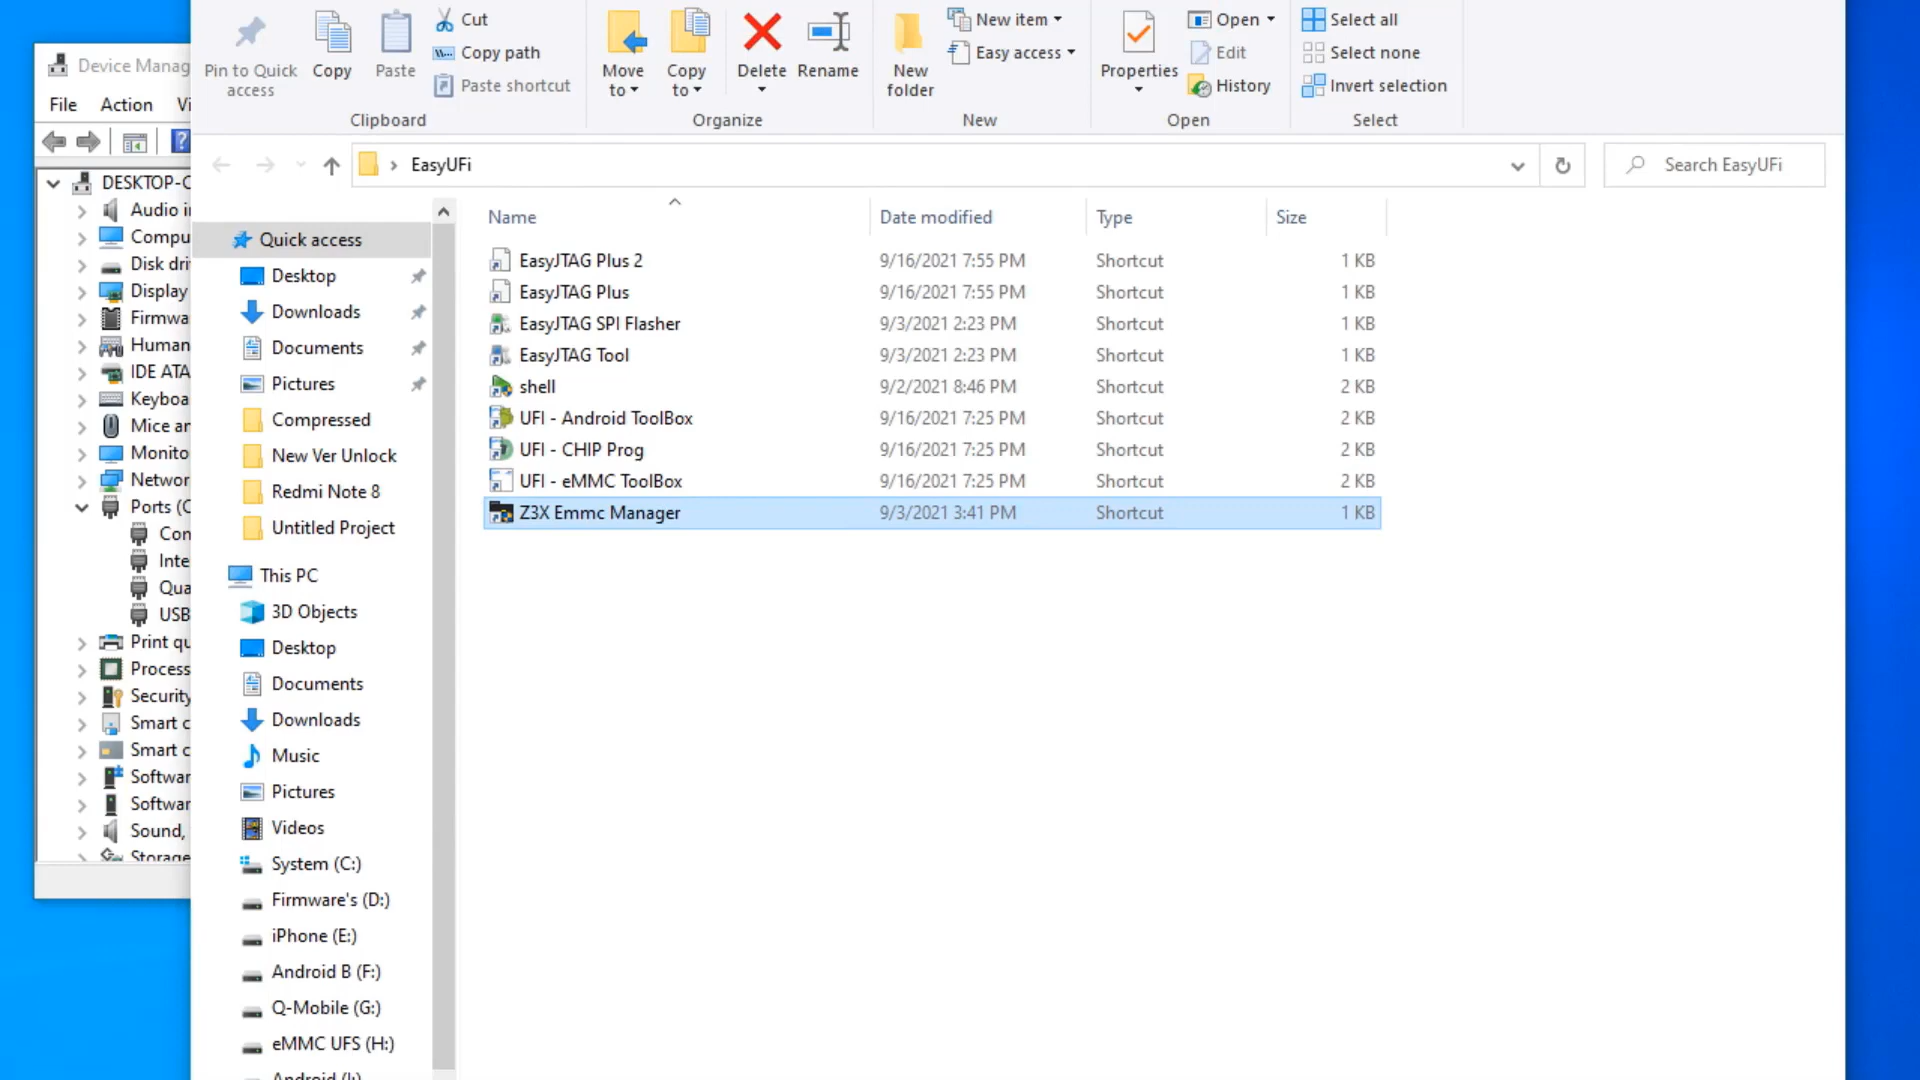 Device Manag
File Action Vi
DESKTOP-C
Audio i
Compu
Disk dri
Display
Firmwa
Human
IDE ATA
Keyboa
Mice an
Monito
Networ
Ports (C
Con
Inte
Qua
USB
Print qu
Process
Security
Smart c
Smart c
Softwar
Softwar
Sound,
Storage
Pin to Quick access
Copy
Paste
Cut
Copy path
Paste shortcut
Clipboard
Move to
Copy to
Delete
Rename
Organize
New folder
New item
Easy access
New
Properties
Open
Edit
History
Open
Select all
Select none
Invert selection
Select
EasyUFi
Search EasyUFi
Quick access
Desktop
Downloads
Documents
Pictures
Compressed
New Ver Unlock
Redmi Note 8
Untitled Project
This PC
3D Objects
Desktop
Documents
Downloads
Music
Pictures
Videos
System (C:)
Firmware's (D:)
iPhone (E:)
Android B (F:)
Q-Mobile (G:)
eMMC UFS (H:)
Android (I:)
Name Date modified Type Size
EasyJTAG Plus 2 9/16/2021 7:55 PM Shortcut 1 KB
EasyJTAG Plus 9/16/2021 7:55 PM Shortcut 1 KB
EasyJTAG SPI Flasher 9/3/2021 2:23 PM Shortcut 1 KB
EasyJTAG Tool 9/3/2021 2:23 PM Shortcut 1 KB
shell 9/2/2021 8:46 PM Shortcut 2 KB
UFI - Android ToolBox 9/16/2021 7:25 PM Shortcut 2 KB
UFI - CHIP Prog 9/16/2021 7:25 PM Shortcut 2 KB
UFI - eMMC ToolBox 9/16/2021 7:25 PM Shortcut 2 KB
Z3X Emmc Manager 9/3/2021 3:41 PM Shortcut 1 KB